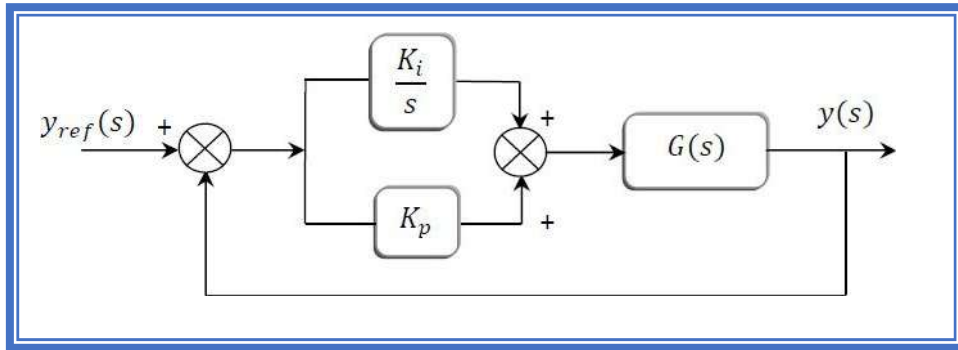 K_i
s
y_ref(s) +
+
G(s)
y(s)
K_p
+